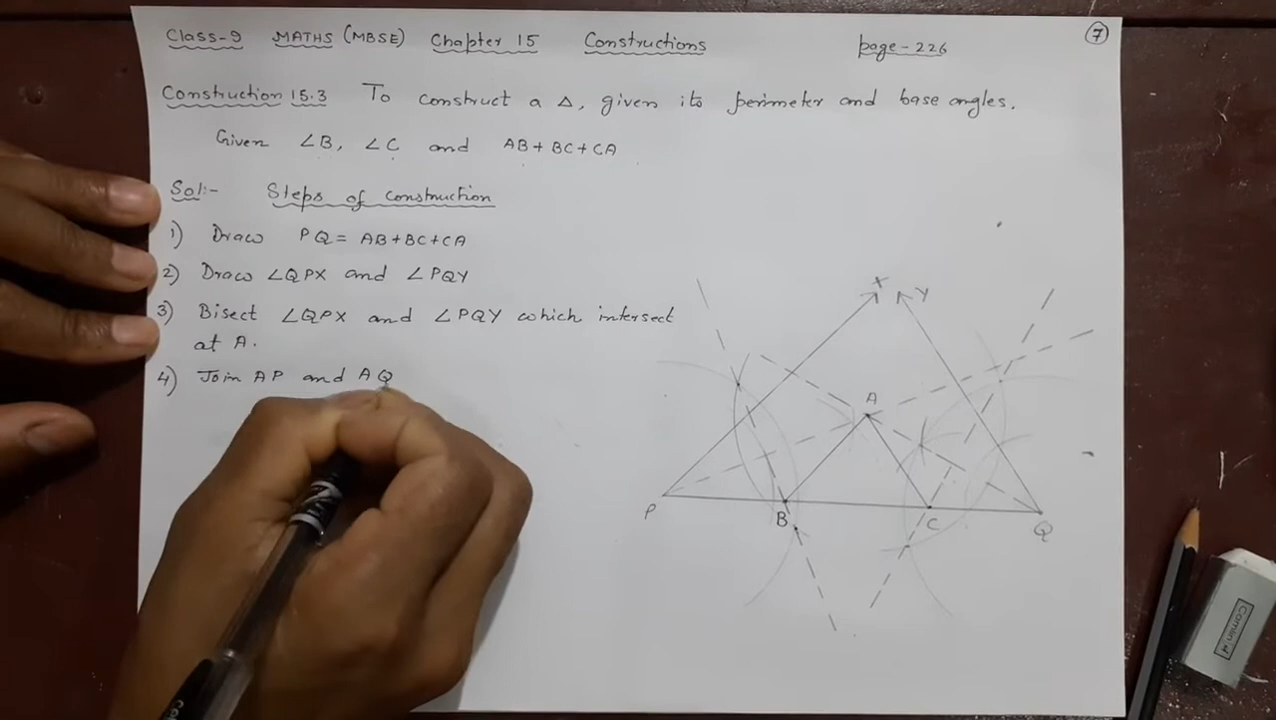 Class-9 MATHS (MBSE) Chapter 15 Constructions page-226 7
Construction 15.3 To construct a Δ, given its perimeter and base angles.
Given ∠B, ∠C and AB+BC+CA
Sol:- Steps of construction
1) Draw PQ = AB+BC+CA
2) Draw ∠QPX and ∠PQY
3) Bisect ∠QPX and ∠PQY which intersect
at A.
4) Join AP and AQ
X Y
A
P B C Q